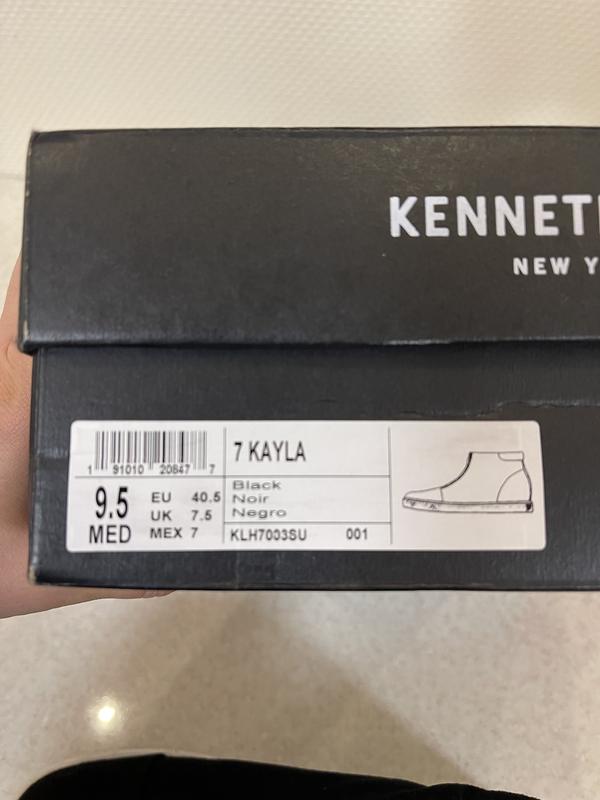 KENNET
NEW Y
1 91010 20847 7
7 KAYLA
9.5
MED
EU 40.5
UK 7.5
MEX 7
Black
Noir
Negro
KLH7003SU 001